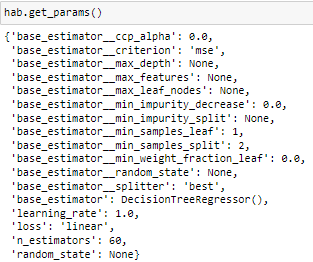 hab.get_params()
{'base_estimator__ccp_alpha': 0.0,
 'base_estimator__criterion': 'mse',
 'base_estimator__max_depth': None,
 'base_estimator__max_features': None,
 'base_estimator__max_leaf_nodes': None,
 'base_estimator__min_impurity_decrease': 0.0,
 'base_estimator__min_impurity_split': None,
 'base_estimator__min_samples_leaf': 1,
 'base_estimator__min_samples_split': 2,
 'base_estimator__min_weight_fraction_leaf': 0.0,
 'base_estimator__random_state': None,
 'base_estimator__splitter': 'best',
 'base_estimator': DecisionTreeRegressor(),
 'learning_rate': 1.0,
 'loss': 'linear',
 'n_estimators': 60,
 'random_state': None}